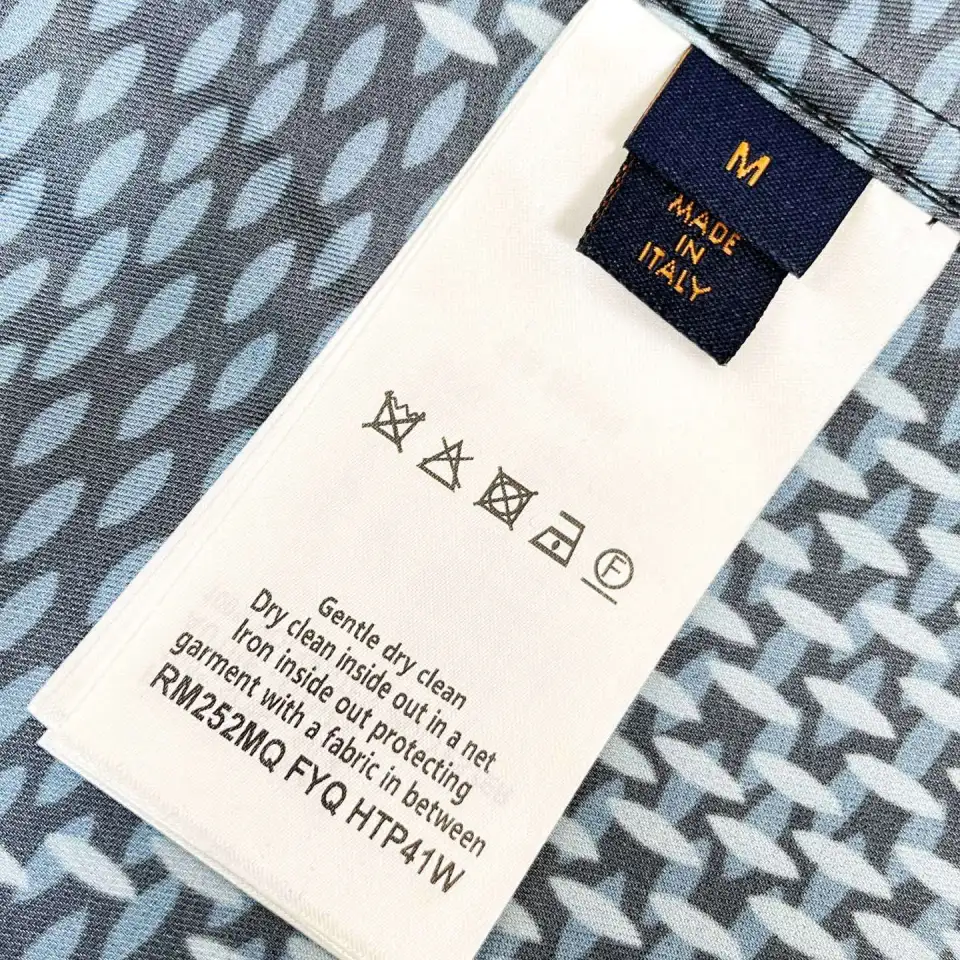 M
MADE
IN
ITALY
F
Gentle dry clean
Dry clean inside out in a net
Iron inside out protecting
garment with a fabric in between
RM252MQ FYQ HTP41W